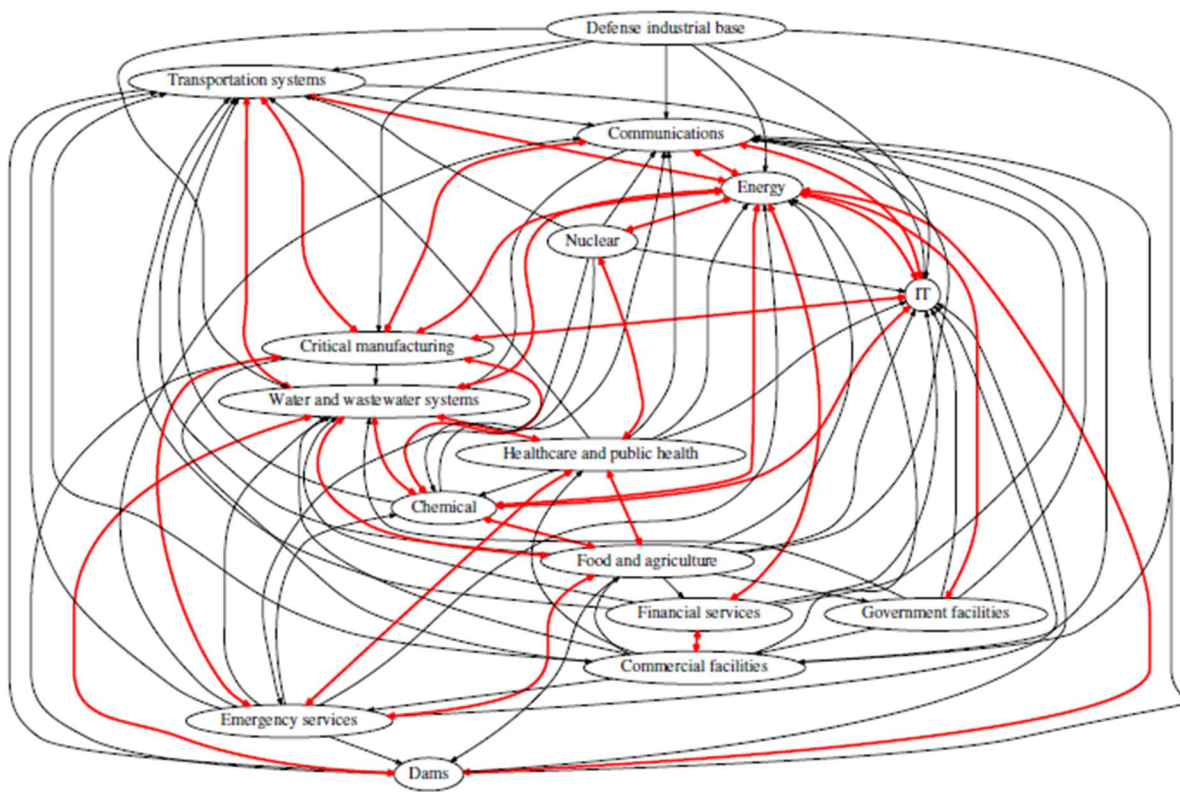 Defense industrial base
Transportation systems
Communications
Energy
Nuclear
IT
Critical manufacturing
Water and wastewater systems
Healthcare and public health
Chemical
Food and agriculture
Financial services
Government facilities
Commercial facilities
Emergency services
Dams